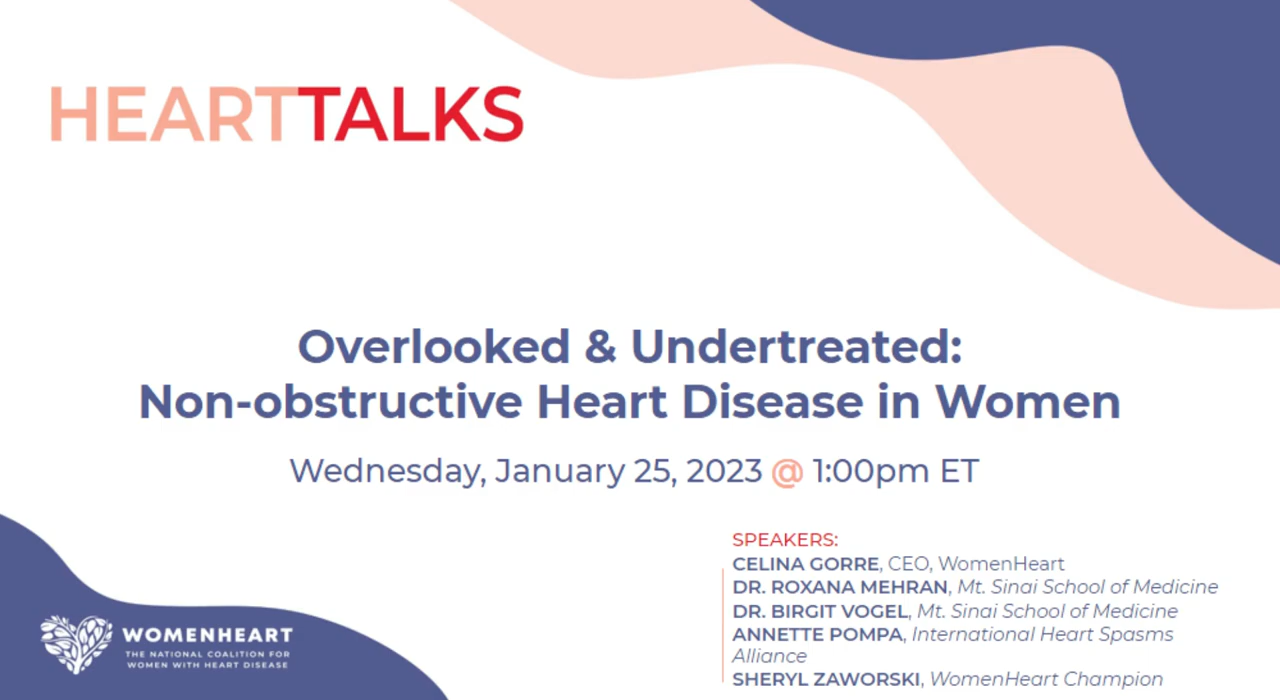 HEARTTALKS
Overlooked & Undertreated:
Non-obstructive Heart Disease in Women
Wednesday, January 25, 2023 @ 1:00pm ET
SPEAKERS:
CELINA GORRE, CEO, WomenHeart
DR. ROXANA MEHRAN, Mt. Sinai School of Medicine
DR. BIRGIT VOGEL, Mt. Sinai School of Medicine
ANNETTE POMPA, International Heart Spasms
Alliance
SHERYL ZAWORSKI, WomenHeart Champion
WOMENHEART
THE NATIONAL COALITION FOR
WOMEN WITH HEART DISEASE